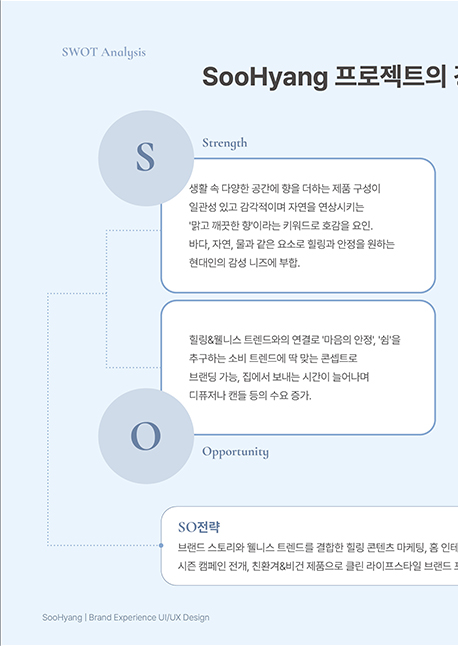 SWOT Analysis
SooHyang 프로젝트의
S
Strength
생활 속 다양한 공간에 향을 더하는 제품 구성이
일관성 있고 감각적이며 자연을 연상시키는
'맑고 깨끗한 향'이라는 키워드로 호감을 요인.
바다, 자연, 물과 같은 요소로 힐링과 안정을 원하는
현대인의 감성 니즈에 부합.
힐링&웰니스 트렌드와의 연결로 '마음의 안정', '쉼'을
추구하는 소비 트렌드에 딱 맞는 콘셉트로
브랜딩 가능, 집에서 보내는 시간이 늘어나며
디퓨저나 캔들 등의 수요 증가.
O
Opportunity
SO전략
브랜드 스토리와 웰니스 트렌드를 결합한 힐링 콘텐츠 마케팅, 홈
시즌 캠페인 전개, 친환겨&비건 제품으로 클린 라이프스타일 브랜드
SooHyang | Brand Experience UI/UX Design